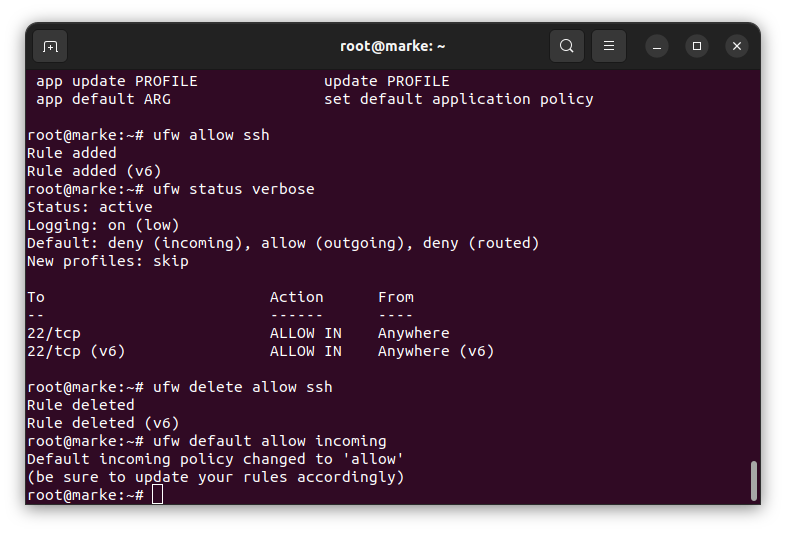 root@marke: ~
app update PROFILE              update PROFILE
app default ARG                 set default application policy
root@marke:~# ufw allow ssh
Rule added
Rule added (v6)
root@marke:~# ufw status verbose
Status: active
Logging: on (low)
Default: deny (incoming), allow (outgoing), deny (routed)
New profiles: skip
To                         Action      From
--                         ------      ----
22/tcp                     ALLOW IN    Anywhere
22/tcp (v6)                ALLOW IN    Anywhere (v6)
root@marke:~# ufw delete allow ssh
Rule deleted
Rule deleted (v6)
root@marke:~# ufw default allow incoming
Default incoming policy changed to 'allow'
(be sure to update your rules accordingly)
root@marke:~#